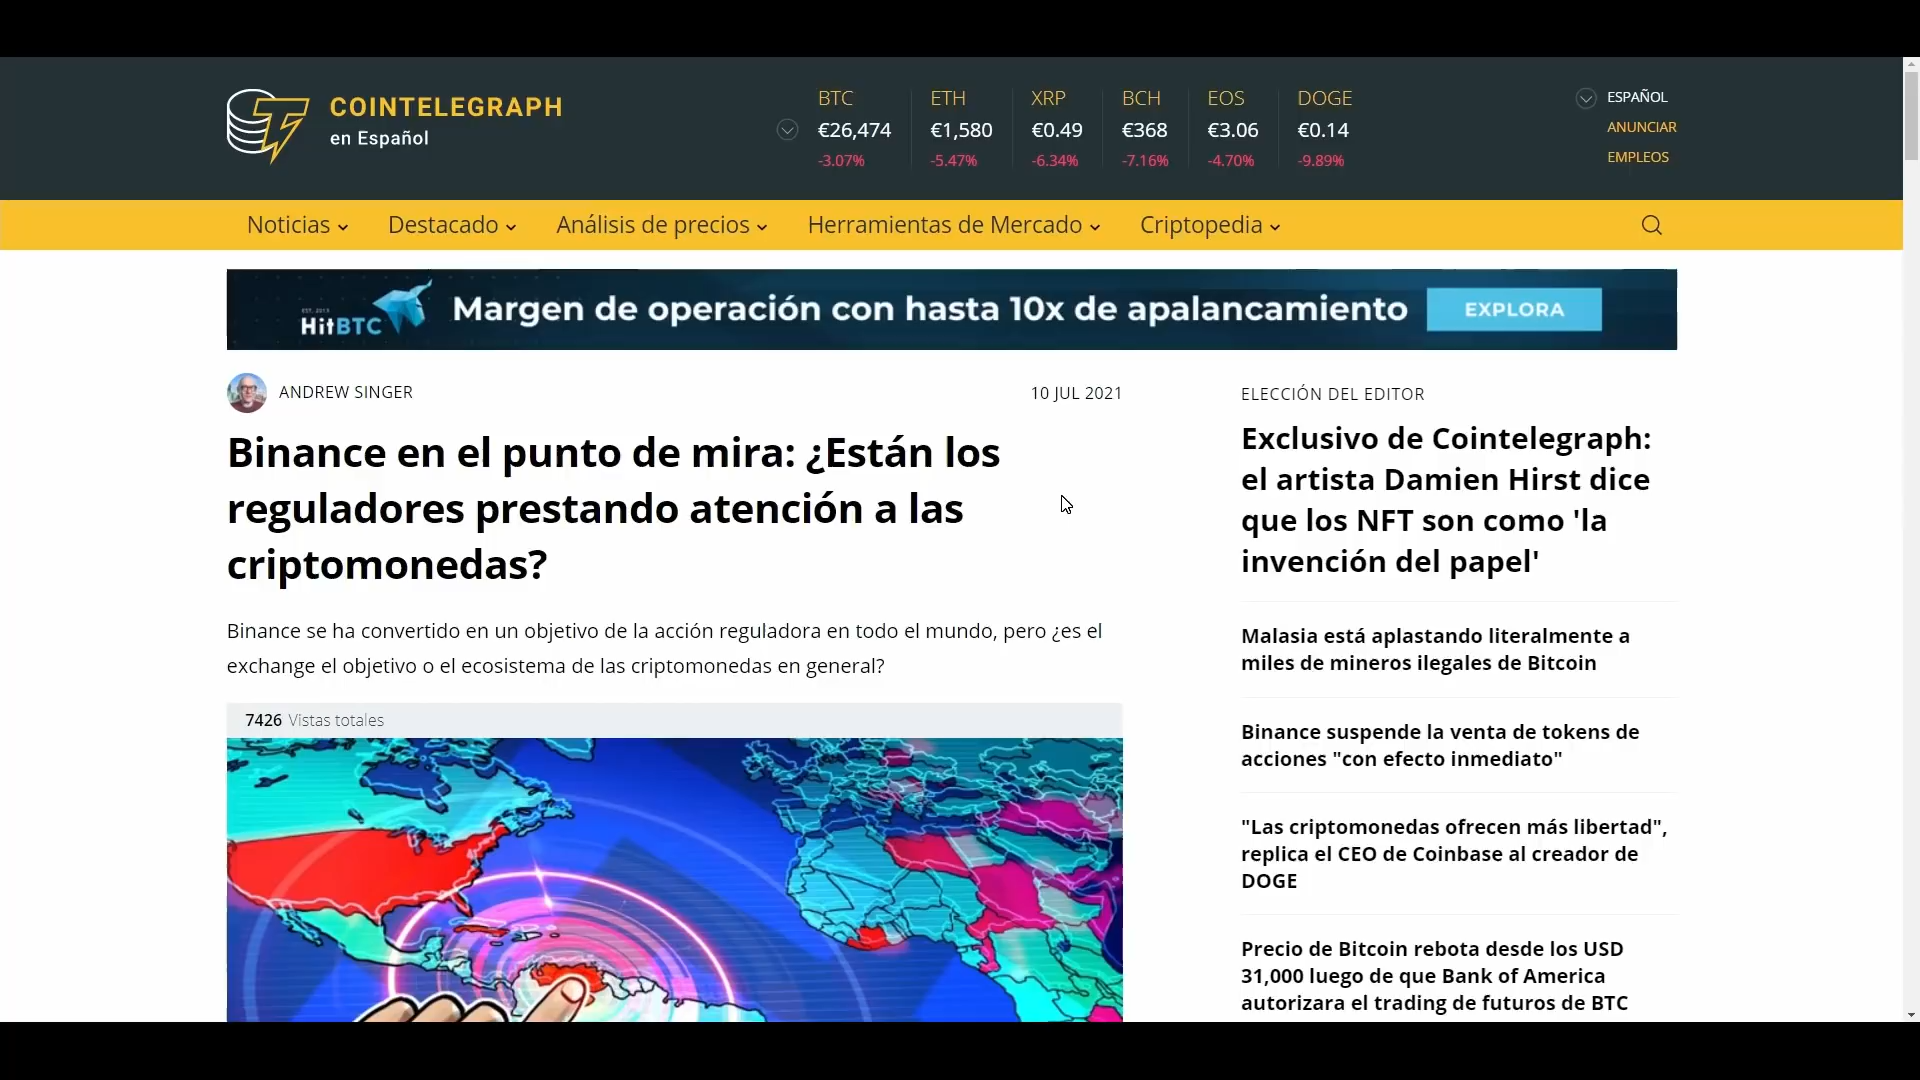 COINTELEGRAPH
en Español
BTC
€26,474
-3.07%
ETH
€1,580
-5.47%
XRP
€0.49
-6.34%
BCH
€368
-7.16%
EOS
€3.06
-4.70%
DOGE
€0.14
-9.89%
ESPAÑOL
ANUNCIAR
EMPLEOS
Noticias
Destacado
Análisis de precios
Herramientas de Mercado
Criptopedia
EST. 2013
HitBTC
Margen de operación con hasta 10x de apalancamiento
EXPLORA
ANDREW SINGER
10 JUL 2021
Binance en el punto de mira: ¿Están los
reguladores prestando atención a las
criptomonedas?
Binance se ha convertido en un objetivo de la acción reguladora en todo el mundo, pero ¿es el
exchange el objetivo o el ecosistema de las criptomonedas en general?
7426 Vistas totales
ELECCIÓN DEL EDITOR
Exclusivo de Cointelegraph:
el artista Damien Hirst dice
que los NFT son como 'la
invención del papel'
Malasia está aplastando literalmente a
miles de mineros ilegales de Bitcoin
Binance suspende la venta de tokens de
acciones "con efecto inmediato"
"Las criptomonedas ofrecen más libertad",
replica el CEO de Coinbase al creador de
DOGE
Precio de Bitcoin rebota desde los USD
31,000 luego de que Bank of America
autorizara el trading de futuros de BTC